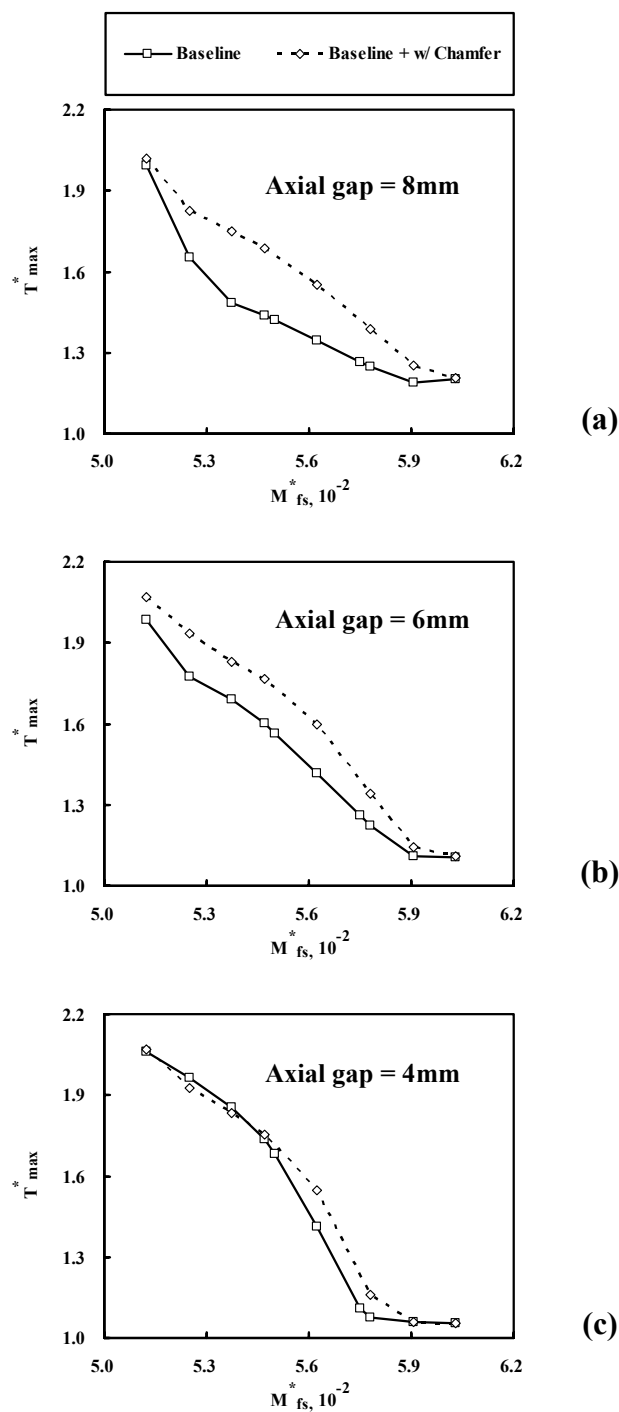 Baseline Baseline + w/ Chamfer
2.2
Axial gap = 8mm
1.9
T*max
1.6
1.3
1.0
(a)
5.0 5.3 5.6 5.9 6.2
M*fs, 10-2
2.2
Axial gap = 6mm
1.9
T*max
1.6
1.3
1.0
(b)
5.0 5.3 5.6 5.9 6.2
M*fs, 10-2
2.2
Axial gap = 4mm
1.9
T*max
1.6
1.3
1.0
(c)
5.0 5.3 5.6 5.9 6.2
M*fs, 10-2